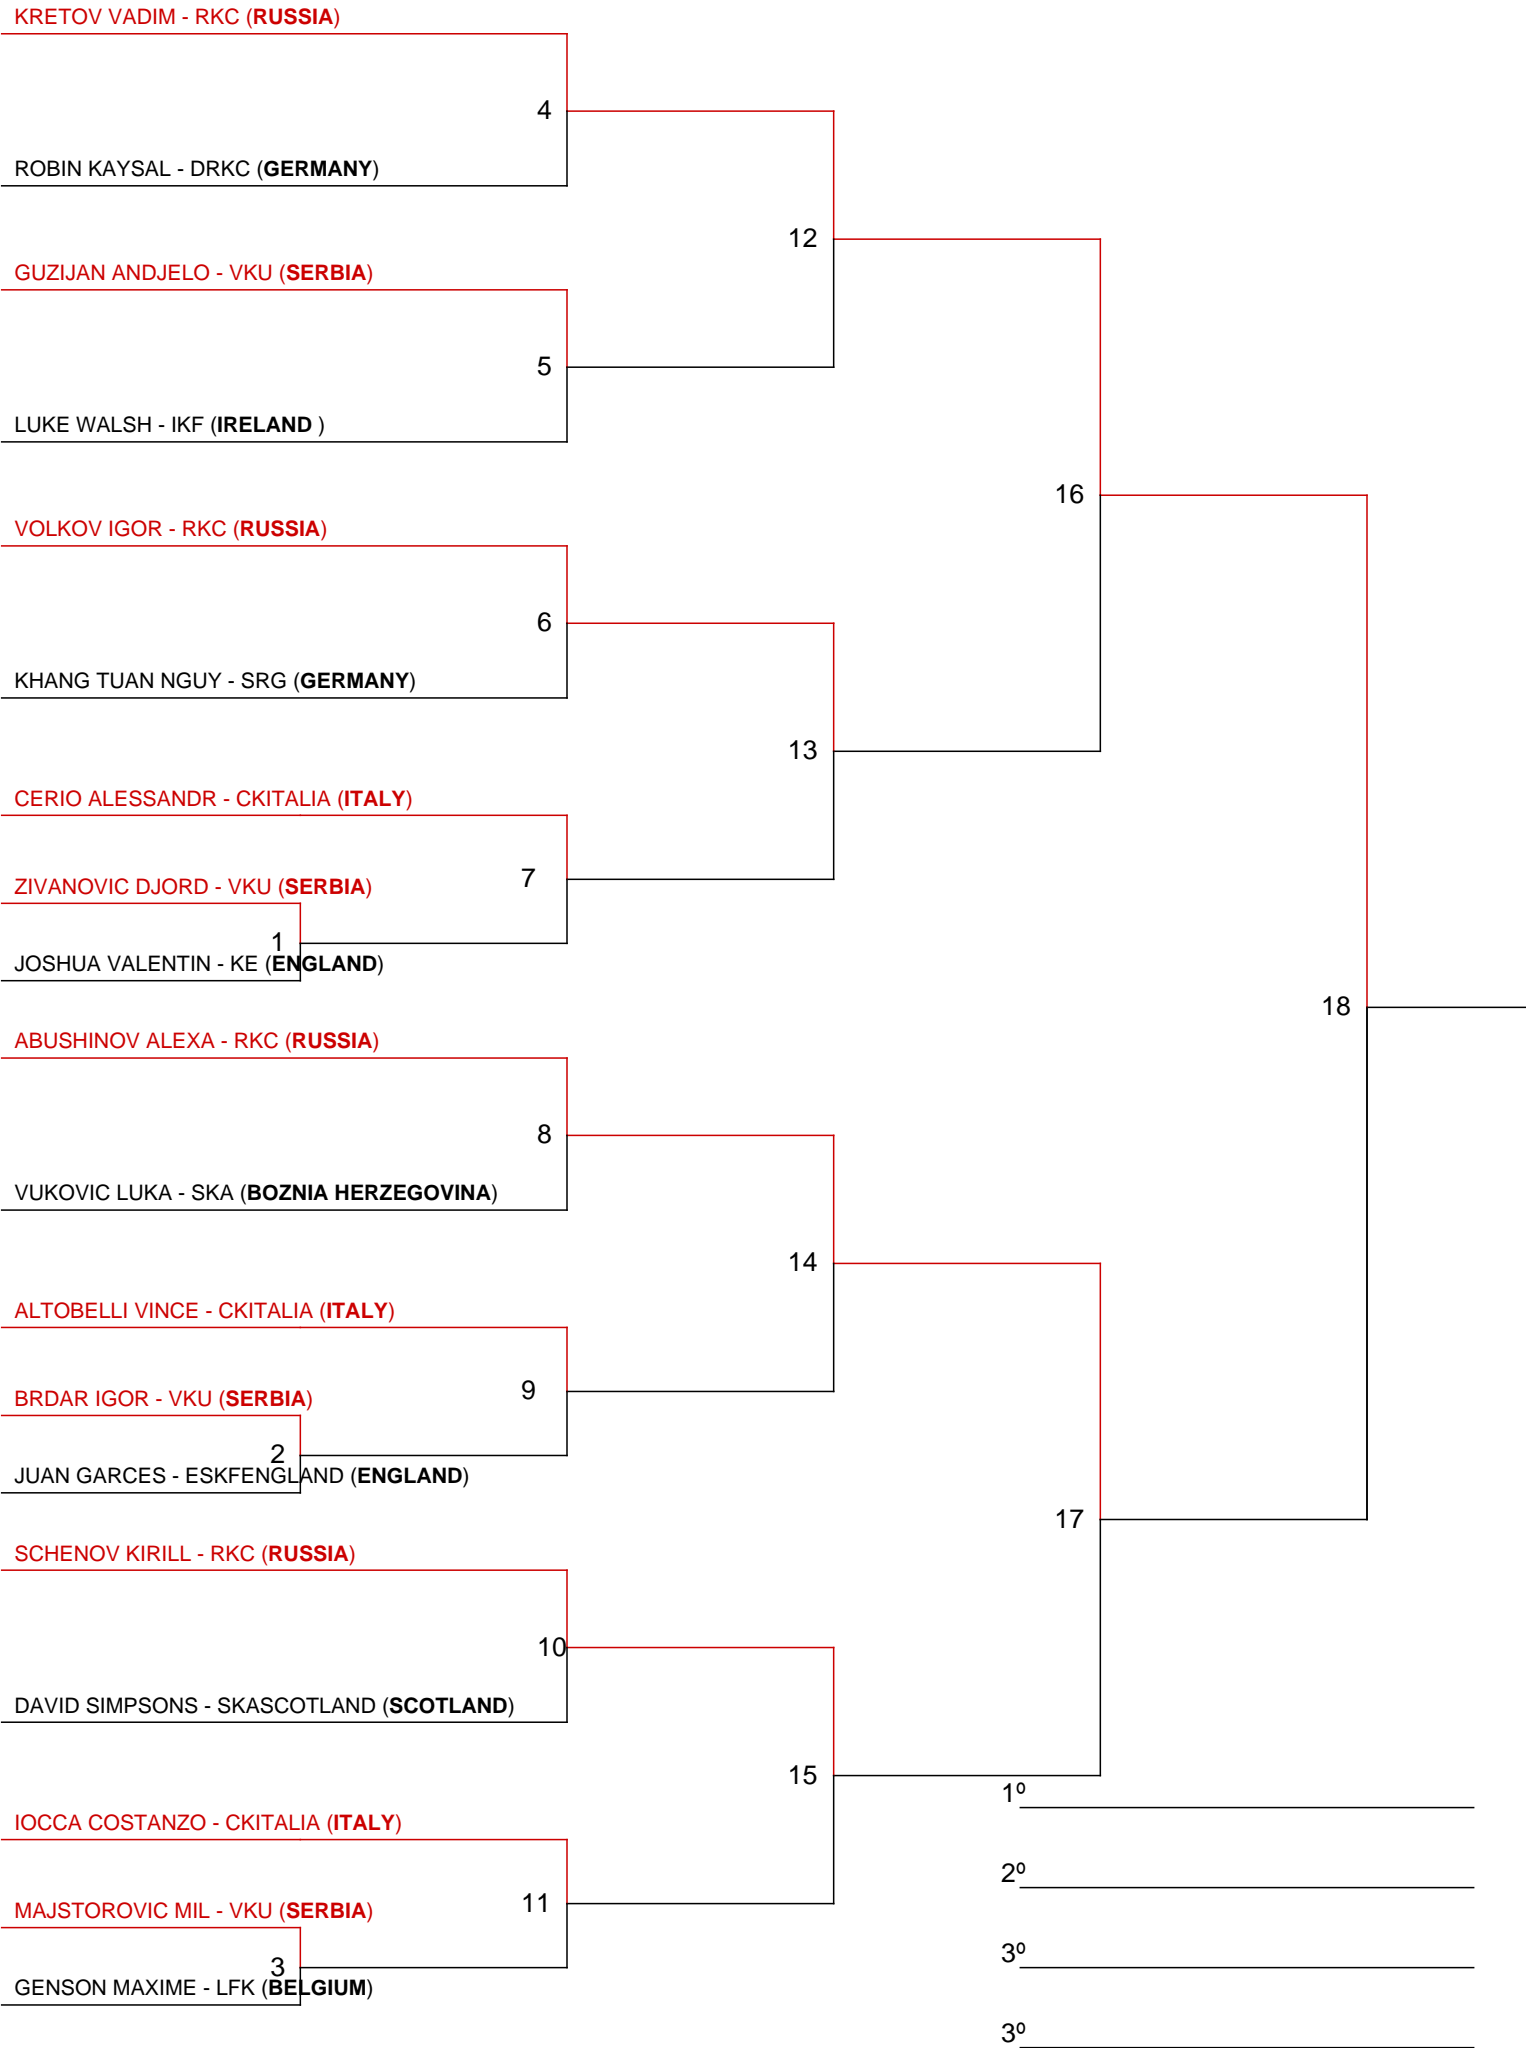 KRETOV VADIM - RKC (RUSSIA)
4
ROBIN KAYSAL - DRKC (GERMANY)
12
GUZIJAN ANDJELO - VKU (SERBIA)
5
LUKE WALSH - IKF (IRELAND )
16
VOLKOV IGOR - RKC (RUSSIA)
6
KHANG TUAN NGUY - SRG (GERMANY)
13
CERIO ALESSANDR - CKITALIA (ITALY)
7
ZIVANOVIC DJORD - VKU (SERBIA)
1
JOSHUA VALENTIN - KE (ENGLAND)
18
ABUSHINOV ALEXA - RKC (RUSSIA)
8
VUKOVIC LUKA - SKA (BOZNIA HERZEGOVINA)
14
ALTOBELLI VINCE - CKITALIA (ITALY)
9
BRDAR IGOR - VKU (SERBIA)
2
JUAN GARCES - ESKFENGLAND (ENGLAND)
17
SCHENOV KIRILL - RKC (RUSSIA)
10
DAVID SIMPSONS - SKASCOTLAND (SCOTLAND)
15
1º
IOCCA COSTANZO - CKITALIA (ITALY)
2º
11
MAJSTOROVIC MIL - VKU (SERBIA)
3º
3
GENSON MAXIME - LFK (BELGIUM)
3º